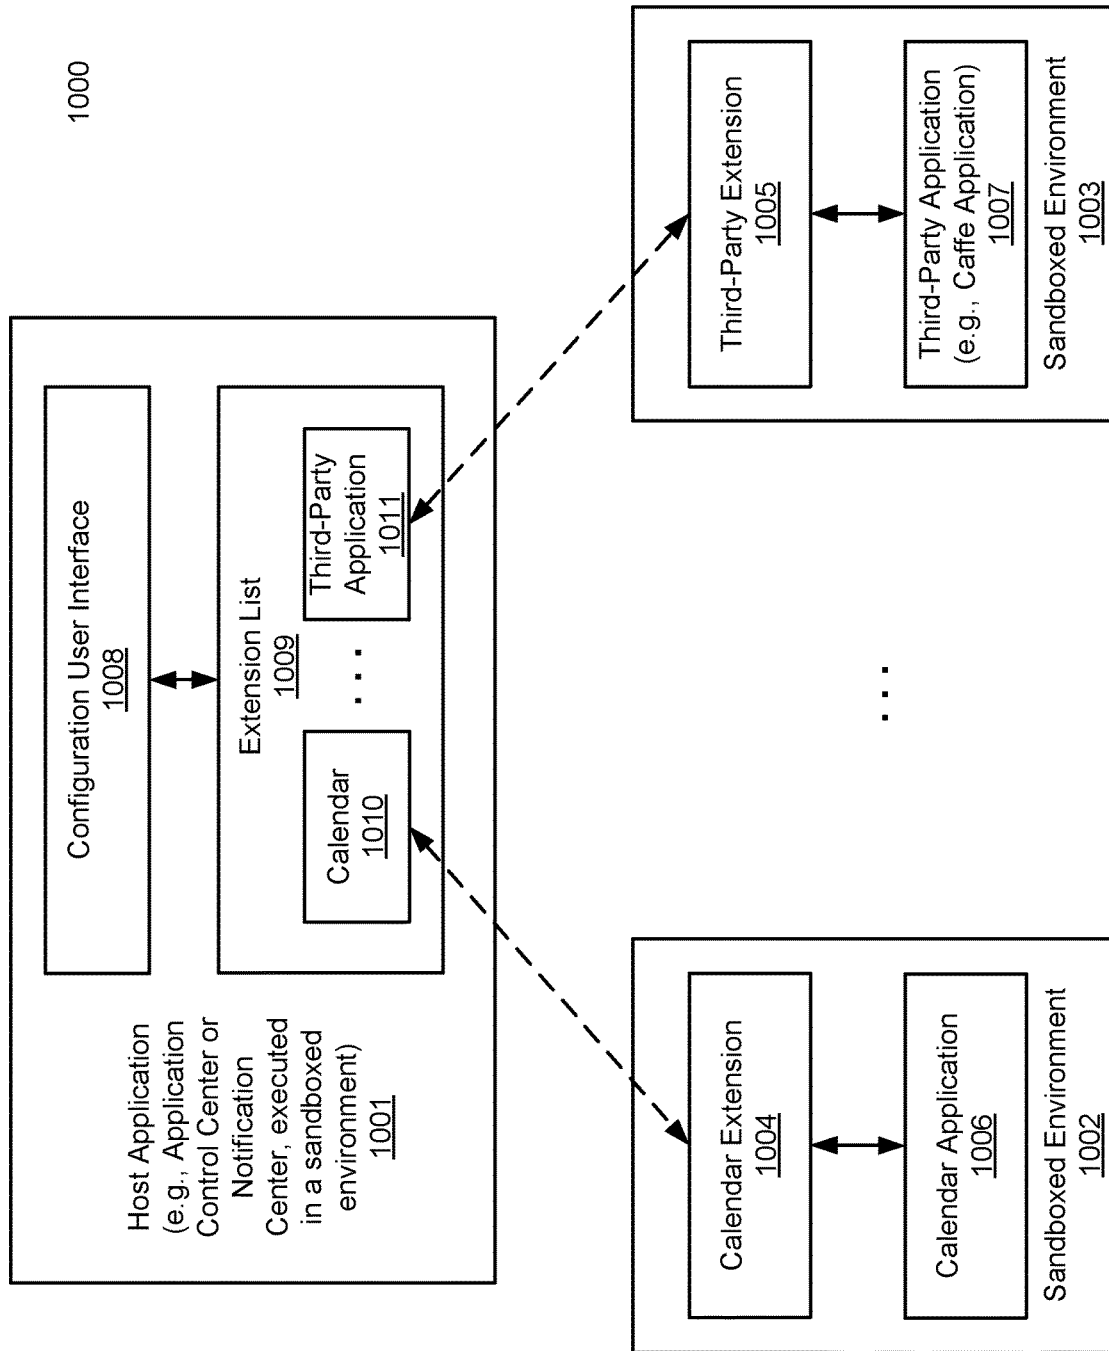 1000
Configuration User Interface
1008
Host Application
(e.g., Application
Control Center or
Notification
Center, executed
in a sandboxed
environment)
1001
Extension List
1009
Calendar
1010
. . .
Third-Party
Application
1011
Calendar Extension
1004
Calendar Application
1006
Sandboxed Environment
1002
. . .
Third-Party Extension
1005
Third-Party Application
(e.g., Caffe Application)
1007
Sandboxed Environment
1003